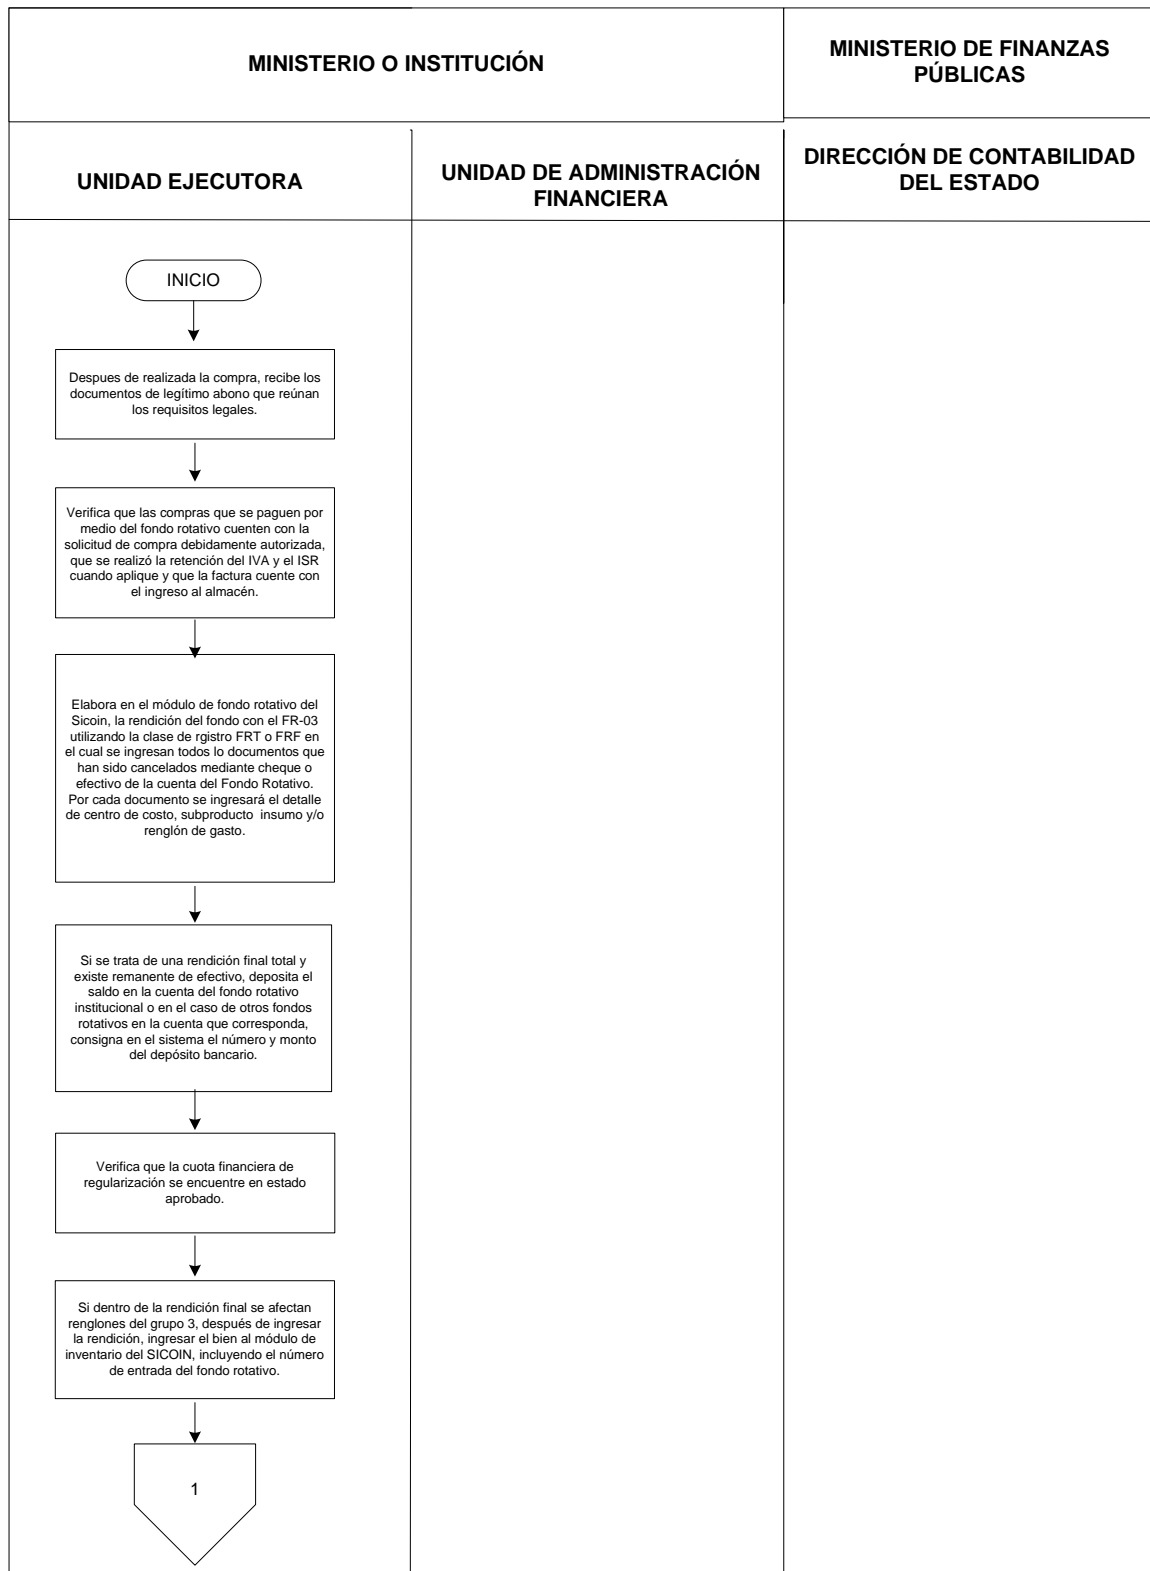 MINISTERIO O INSTITUCIÓN
MINISTERIO DE FINANZAS
PÚBLICAS
UNIDAD EJECUTORA
UNIDAD DE ADMINISTRACIÓN
FINANCIERA
DIRECCIÓN DE CONTABILIDAD
DEL ESTADO
INICIO
Despues de realizada la compra, recibe los
documentos de legítimo abono que reúnan
los requisitos legales.
Verifica que las compras que se paguen por
medio del fondo rotativo cuenten con la
solicitud de compra debidamente autorizada,
que se realizó la retención del IVA y el ISR
cuando aplique y que la factura cuente con
el ingreso al almacén.
Elabora en el módulo de fondo rotativo del
Sicoin, la rendición del fondo con el FR-03
utilizando la clase de rgistro FRT o FRF en
el cual se ingresan todos lo documentos que
han sido cancelados mediante cheque o
efectivo de la cuenta del Fondo Rotativo.
Por cada documento se ingresará el detalle
de centro de costo, subproducto insumo y/o
renglón de gasto.
Si se trata de una rendición final total y
existe remanente de efectivo, deposita el
saldo en la cuenta del fondo rotativo
institucional o en el caso de otros fondos
rotativos en la cuenta que corresponda,
consigna en el sistema el número y monto
del depósito bancario.
Verifica que la cuota financiera de
regularización se encuentre en estado
aprobado.
Si dentro de la rendición final se afectan
renglones del grupo 3, después de ingresar
la rendición, ingresar el bien al módulo de
inventario del SICOIN, incluyendo el número
de entrada del fondo rotativo.
1